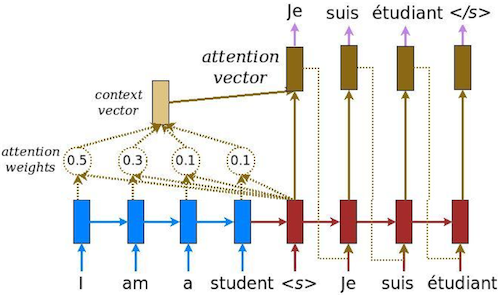 Je suis étudiant </s>
attention
vector
context
vector
attention
weights
0.5 0.3 0.1 0.1
I am a student <s> Je suis étudiant